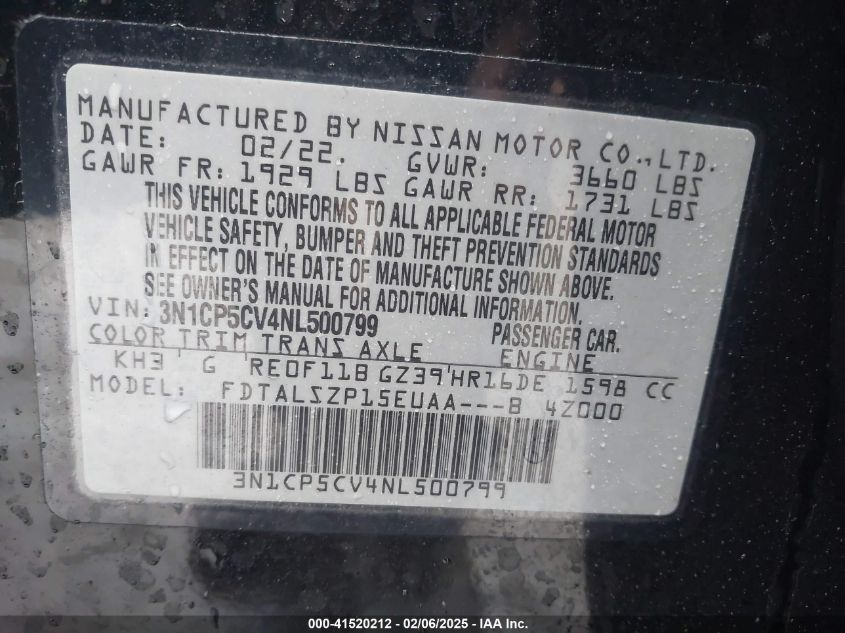 MANUFACTURED BY NISSAN MOTOR CO., LTD.
DATE: 02/22. GVWR: 3660 LBS
GAWR FR: 1929 LBS GAWR RR: 1731 LBS
THIS VEHICLE CONFORMS TO ALL APPLICABLE FEDERAL MOTOR
VEHICLE SAFETY, BUMPER AND THEFT PREVENTION STANDARDS
IN EFFECT ON THE DATE OF MANUFACTURE SHOWN ABOVE.
SEE OWNER'S MANUAL FOR ADDITIONAL INFORMATION.
VIN: 3N1CP5CV4NL500799 PASSENGER CAR.
COLOR TRIM TRANS AXLE ENGINE
KH3 ' G RE0F11B GZ39'HR16DE 1598 CC
MODEL: FDTALSZP15EUAA---B 4Z000
3N1CP5CV4NL500799
000-41520212 - 02/06/2025 - IAA Inc.